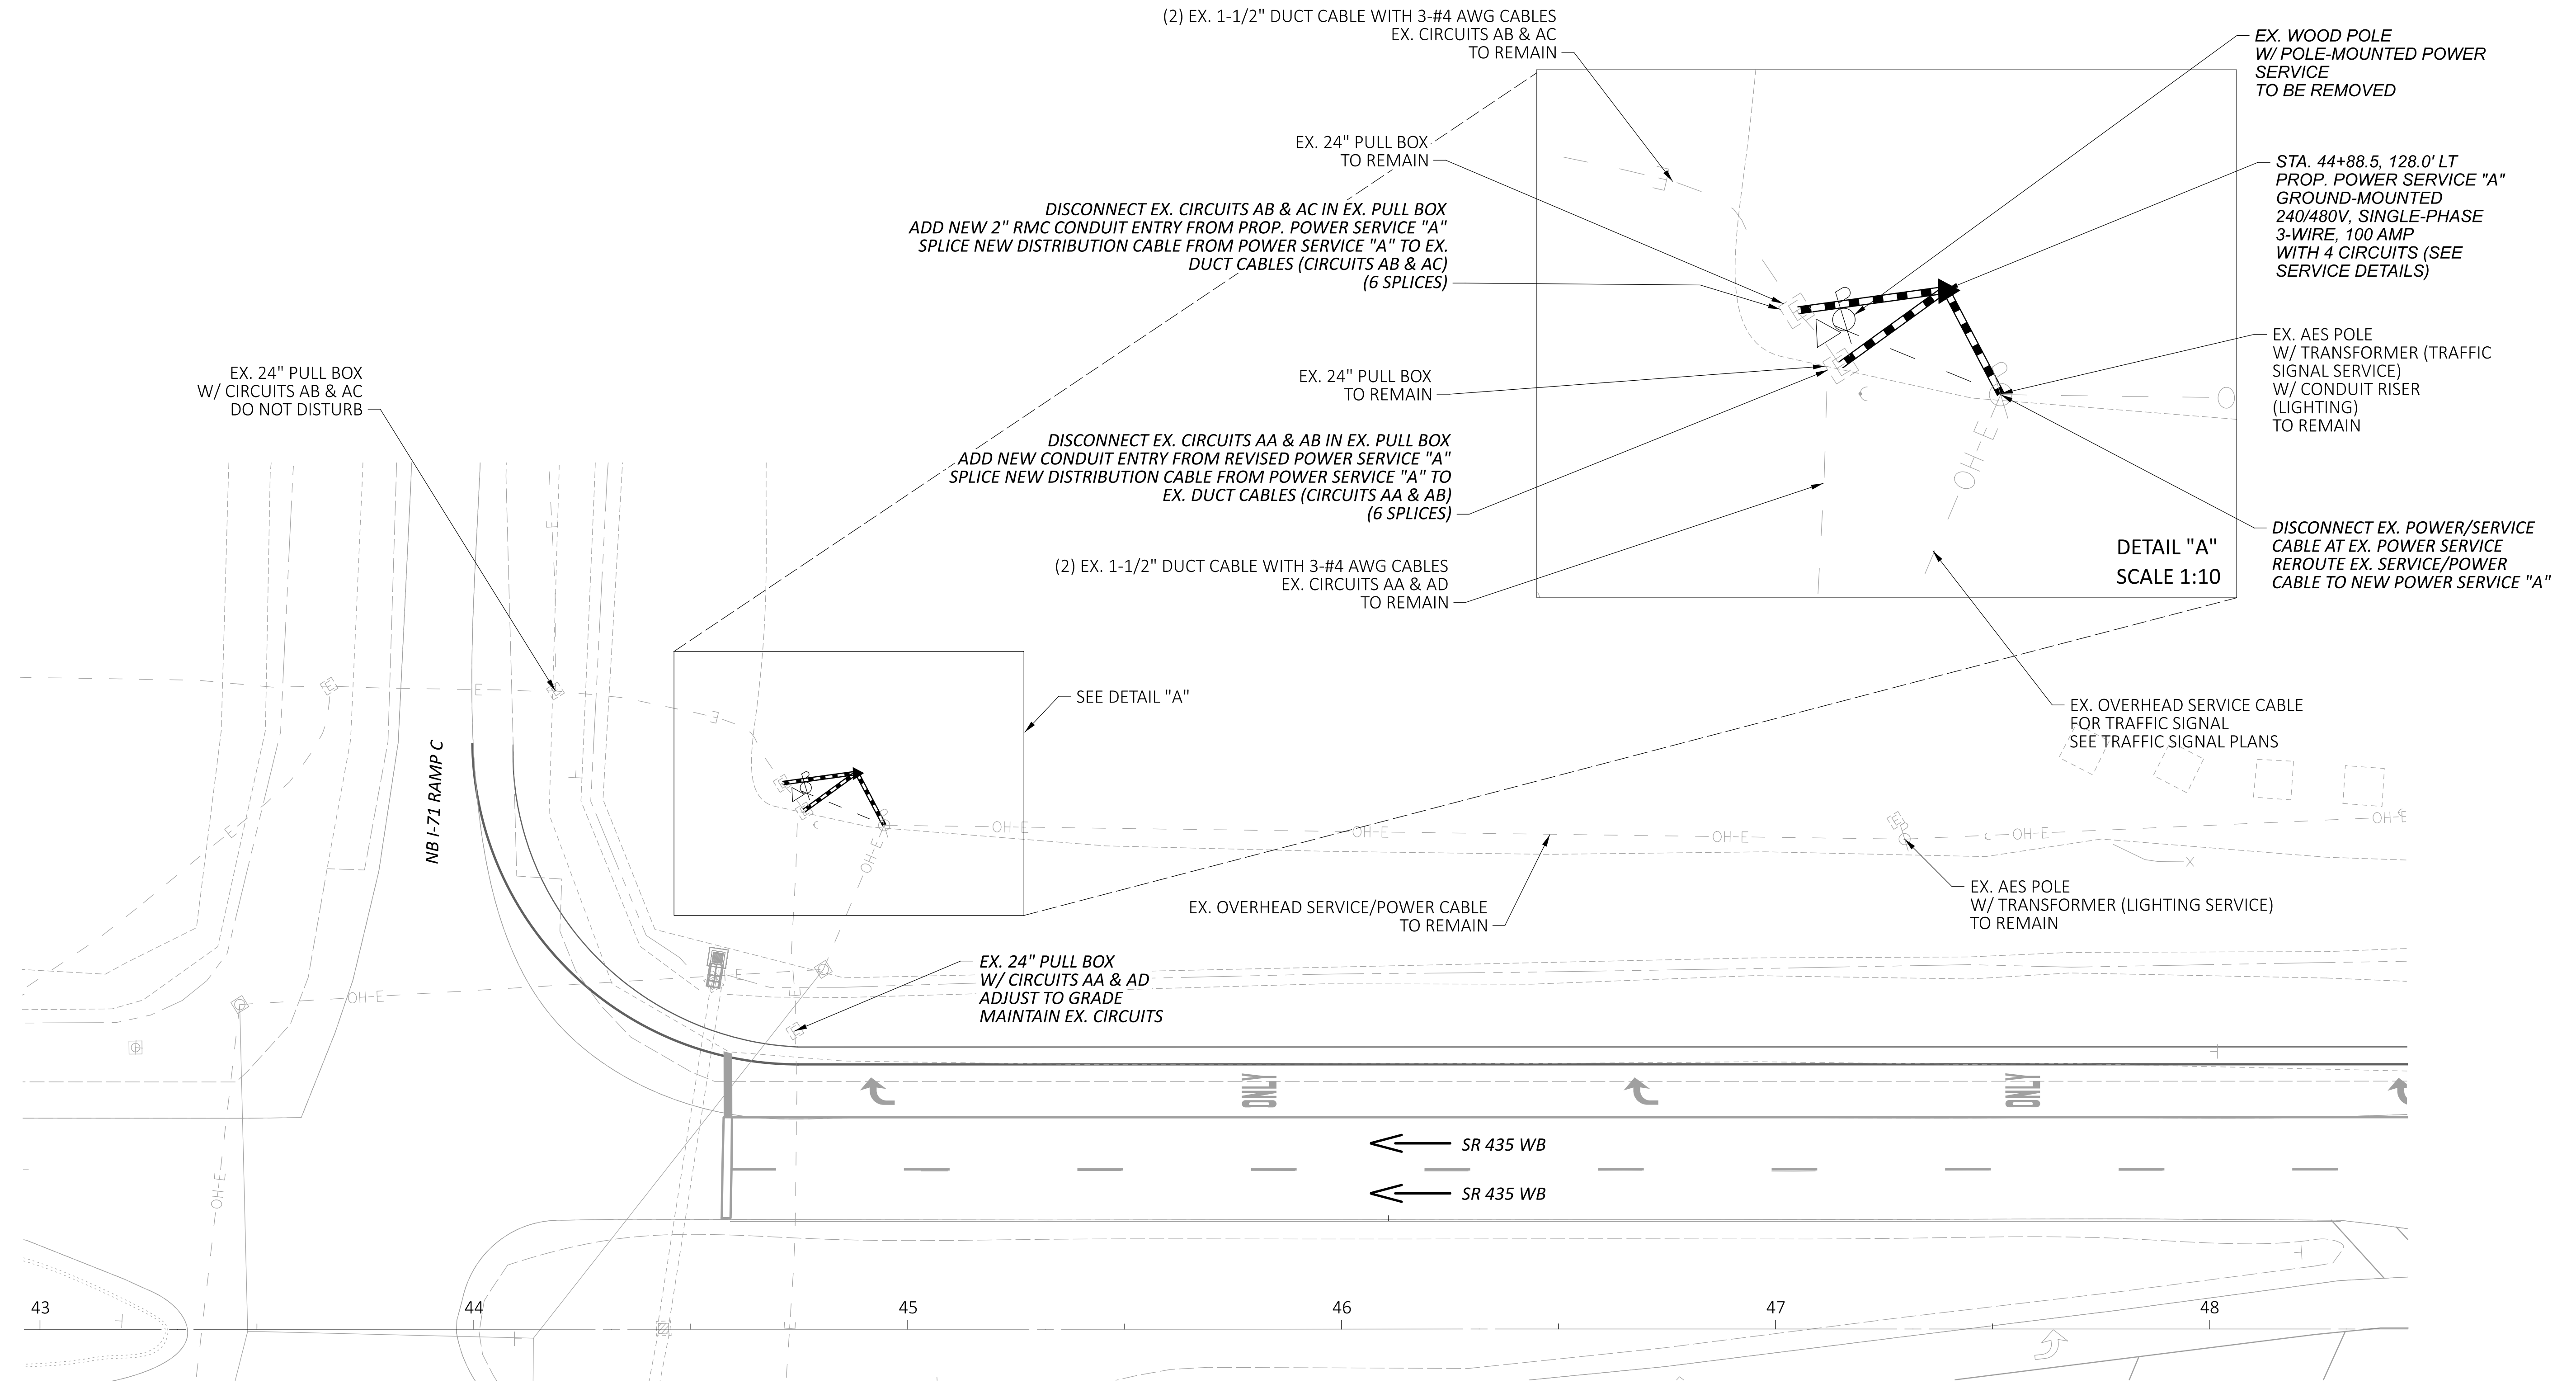 (2) EX. 1-1/2" DUCT CABLE WITH 3-#4 AWG CABLES
EX. CIRCUITS AB & AC
TO REMAIN
EX. WOOD POLE
W/ POLE-MOUNTED POWER
SERVICE
TO BE REMOVED
EX. 24" PULL BOX
TO REMAIN
STA. 44+88.5, 128.0' LT
PROP. POWER SERVICE "A"
GROUND-MOUNTED
240/480V, SINGLE-PHASE
3-WIRE, 100 AMP
WITH 4 CIRCUITS (SEE
SERVICE DETAILS)
DISCONNECT EX. CIRCUITS AB & AC IN EX. PULL BOX
ADD NEW 2" RMC CONDUIT ENTRY FROM PROP. POWER SERVICE "A"
SPLICE NEW DISTRIBUTION CABLE FROM POWER SERVICE "A" TO EX.
DUCT CABLES (CIRCUITS AB & AC)
(6 SPLICES)
EX. AES POLE
W/ TRANSFORMER (TRAFFIC
SIGNAL SERVICE)
W/ CONDUIT RISER
(LIGHTING)
TO REMAIN
EX. 24" PULL BOX
W/ CIRCUITS AB & AC
DO NOT DISTURB
EX. 24" PULL BOX
TO REMAIN
DISCONNECT EX. CIRCUITS AA & AB IN EX. PULL BOX
ADD NEW CONDUIT ENTRY FROM REVISED POWER SERVICE "A"
SPLICE NEW DISTRIBUTION CABLE FROM POWER SERVICE "A" TO
EX. DUCT CABLES (CIRCUITS AA & AB)
(6 SPLICES)
OH-E
E
DISCONNECT EX. POWER/SERVICE
CABLE AT EX. POWER SERVICE
REROUTE EX. SERVICE/POWER
CABLE TO NEW POWER SERVICE "A"
DETAIL "A"
SCALE 1:10
(2) EX. 1-1/2" DUCT CABLE WITH 3-#4 AWG CABLES
EX. CIRCUITS AA & AD
TO REMAIN
E
E
E
E
SEE DETAIL "A"
EX. OVERHEAD SERVICE CABLE
FOR TRAFFIC SIGNAL
SEE TRAFFIC SIGNAL PLANS
NB I-71 RAMP C
E
OH-E
OH-E
OH-E
OH-E
OH-E
OH-E
EX. OVERHEAD SERVICE/POWER CABLE
TO REMAIN
EX. AES POLE
W/ TRANSFORMER (LIGHTING SERVICE)
TO REMAIN
EX. 24" PULL BOX
W/ CIRCUITS AA & AD
ADJUST TO GRADE
MAINTAIN EX. CIRCUITS
E
E
OH-E
ONLY
ONLY
SR 435 WB
SR 435 WB
OH-E
43
44
45
46
47
48
E